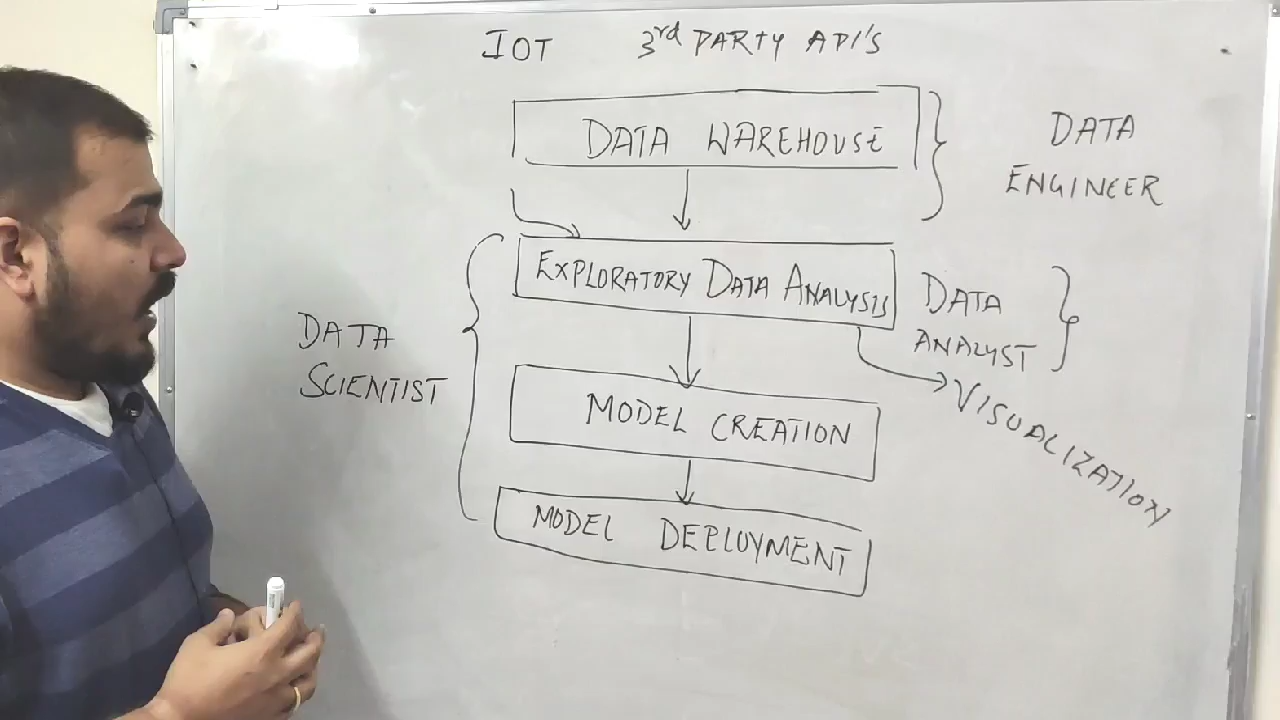 IOT 3rd PARTY API'S
DATA WAREHOUSE
DATA
ENGINEER
EXPLORATORY DATA ANALYSIS
DATA
ANALYST
VISUALIZATION
DATA
SCIENTIST
MODEL CREATION
MODEL DEPLOYMENT